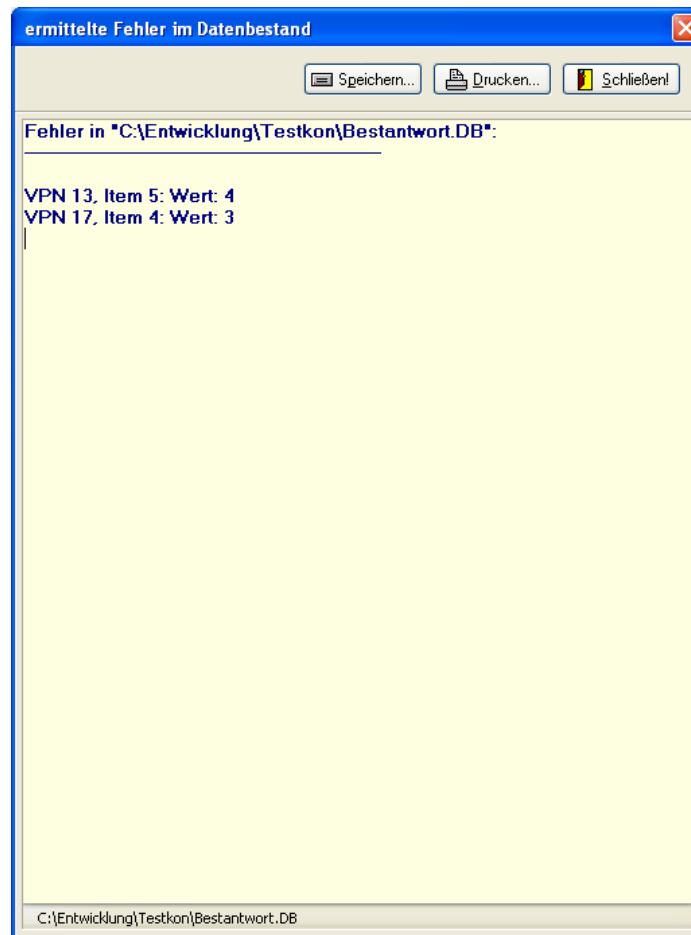 ermittelte Fehler im Datenbestand
Speichern... Drucken... Schließen!
Fehler in "C:\Entwicklung\Testkon\Bestantwort.DB":
VPN 13, Item 5: Wert: 4
VPN 17, Item 4: Wert: 3
C:\Entwicklung\Testkon\Bestantwort.DB